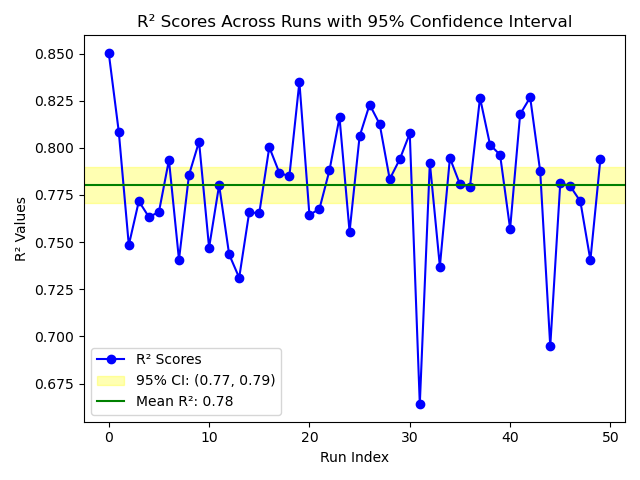 R² Scores Across Runs with 95% Confidence Interval
R² Values
0.850
0.825
0.800
0.775
0.750
0.725
0.700
0.675
R² Scores
95% CI: (0.77, 0.79)
Mean R²: 0.78
0 10 20 30 40 50
Run Index